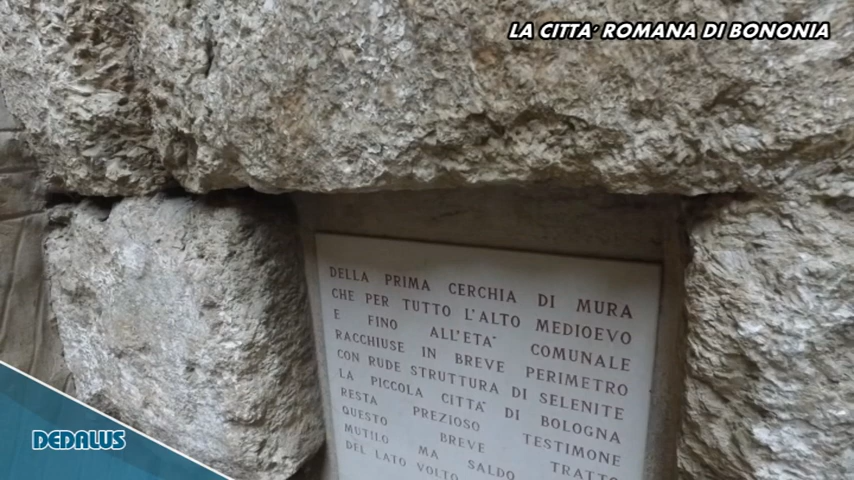 LA CITTA' ROMANA DI BONONIA
DELLA PRIMA CERCHIA DI MURA
CHE PER TUTTO L'ALTO MEDIOEVO
E FINO ALL'ETA' COMUNALE
RACCHIUSE IN BREVE PERIMETRO
CON RUDE STRUTTURA DI SELENITE
LA PICCOLA CITTA' DI BOLOGNA
RESTA PREZIOSO TESTIMONE
QUESTO BREVE TRATTO
MUTILO MA SALDO
DEL LATO VOLTO
DEDALUS